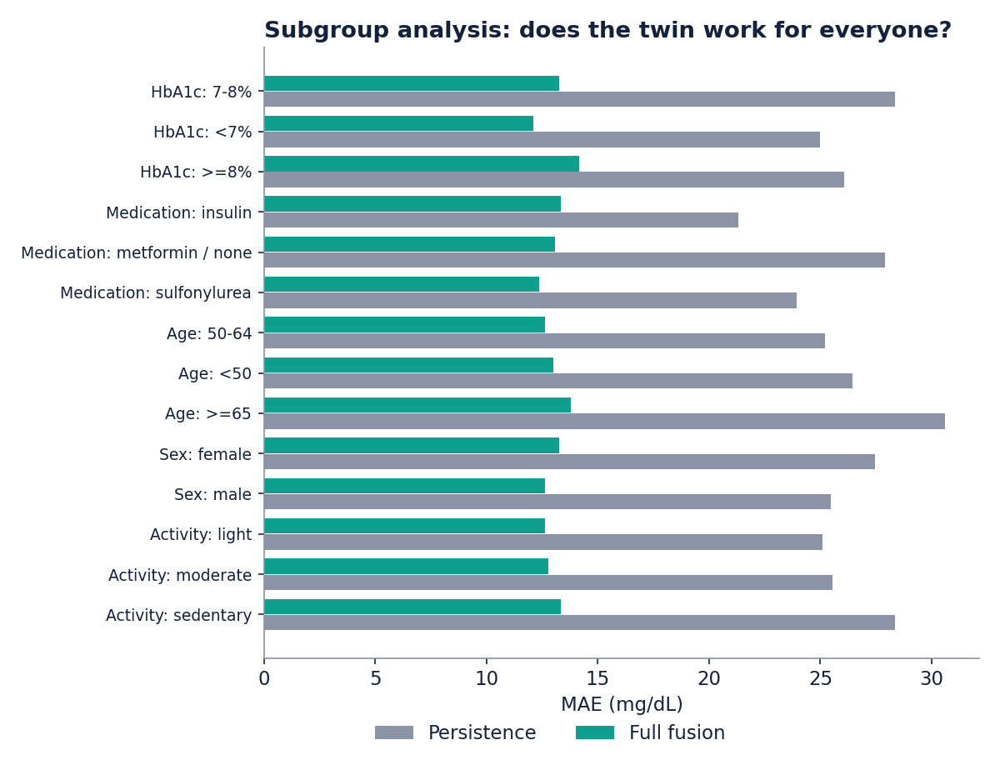 Subgroup analysis: does the twin work for everyone?
HbA1c: 7-8%
HbA1c: <7%
HbA1c: >=8%
Medication: insulin
Medication: metformin / none
Medication: sulfonylurea
Age: 50-64
Age: <50
Age: >=65
Sex: female
Sex: male
Activity: light
Activity: moderate
Activity: sedentary
0 5 10 15 20 25 30
MAE (mg/dL)
Persistence Full fusion